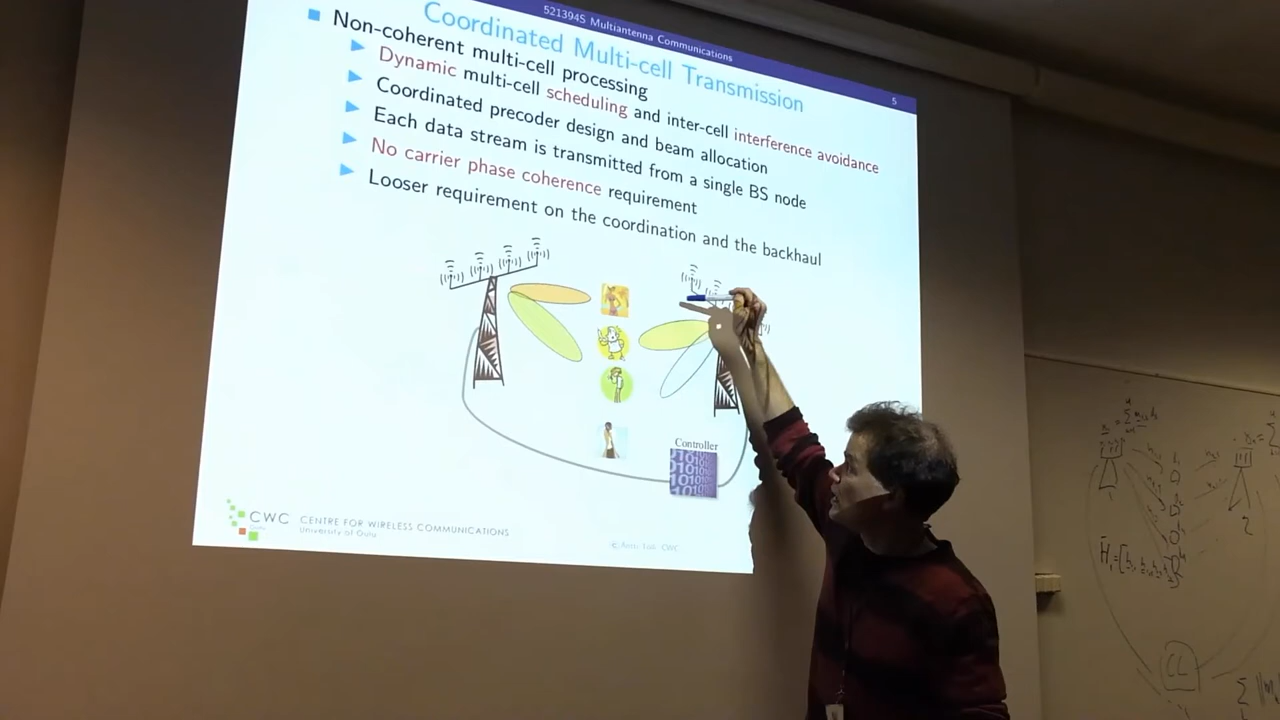 521394S Multiantenna Communications
5
Coordinated Multi-cell Transmission
Non-coherent multi-cell processing
Dynamic multi-cell scheduling and inter-cell interference avoidance
Coordinated precoder design and beam allocation
Each data stream is transmitted from a single BS node
No carrier phase coherence requirement
Looser requirement on the coordination and the backhaul
Controller
CWC
CENTRE FOR WIRELESS COMMUNICATIONS
University of Oulu